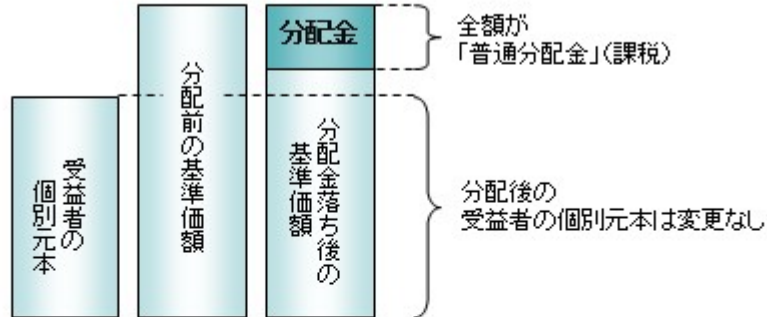 受益者の
個別元本
分配前の基準価額
分配金
分配金落ち後の
基準価額
全額が
「普通分配金」(課税)
分配後の
受益者の個別元本は変更なし